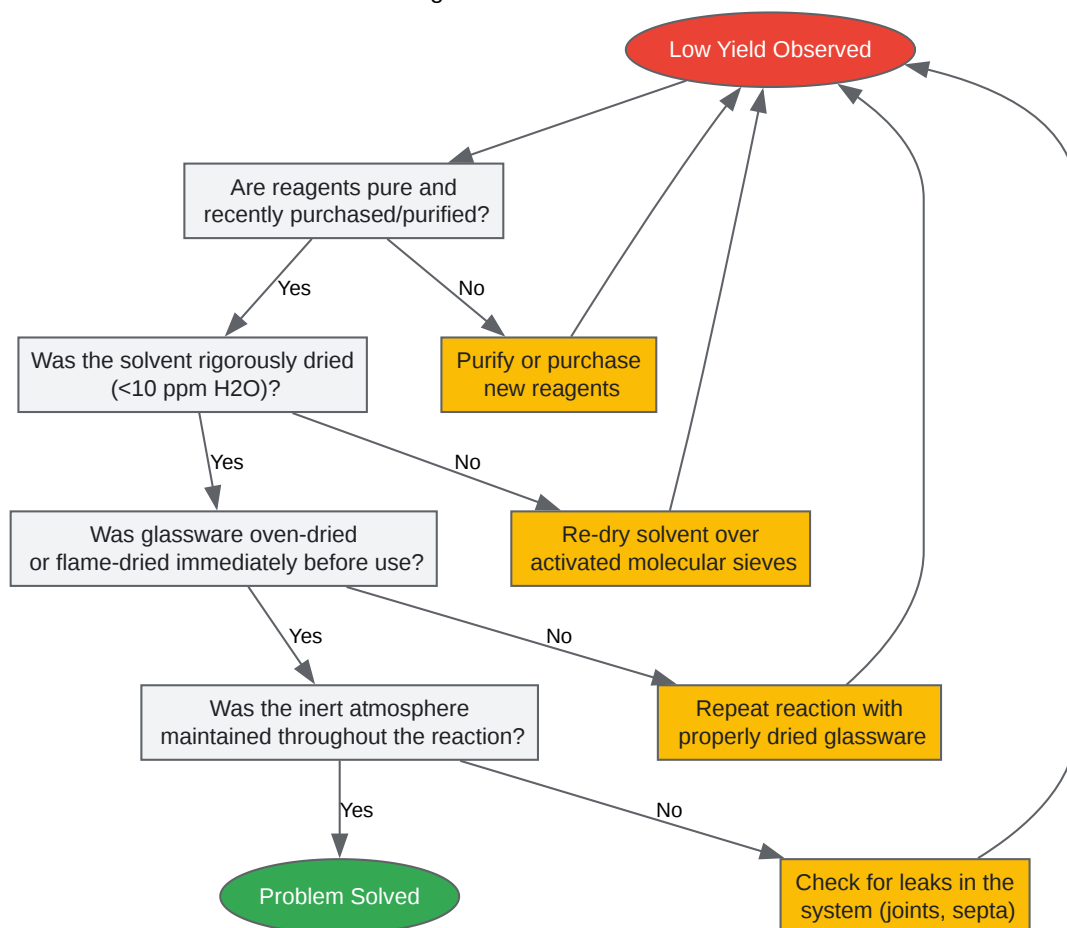 Low Yield Observed
Are reagents pure and
recently purchased/purified?
Yes
No
Was the solvent rigorously dried
(<10 ppm H2O)?
Purify or purchase
new reagents
Yes
No
Was glassware oven-dried
or flame-dried immediately before use?
Re-dry solvent over
activated molecular sieves
Yes
No
Was the inert atmosphere
maintained throughout the reaction?
Repeat reaction with
properly dried glassware
Yes
No
Problem Solved
Check for leaks in the
system (joints, septa)